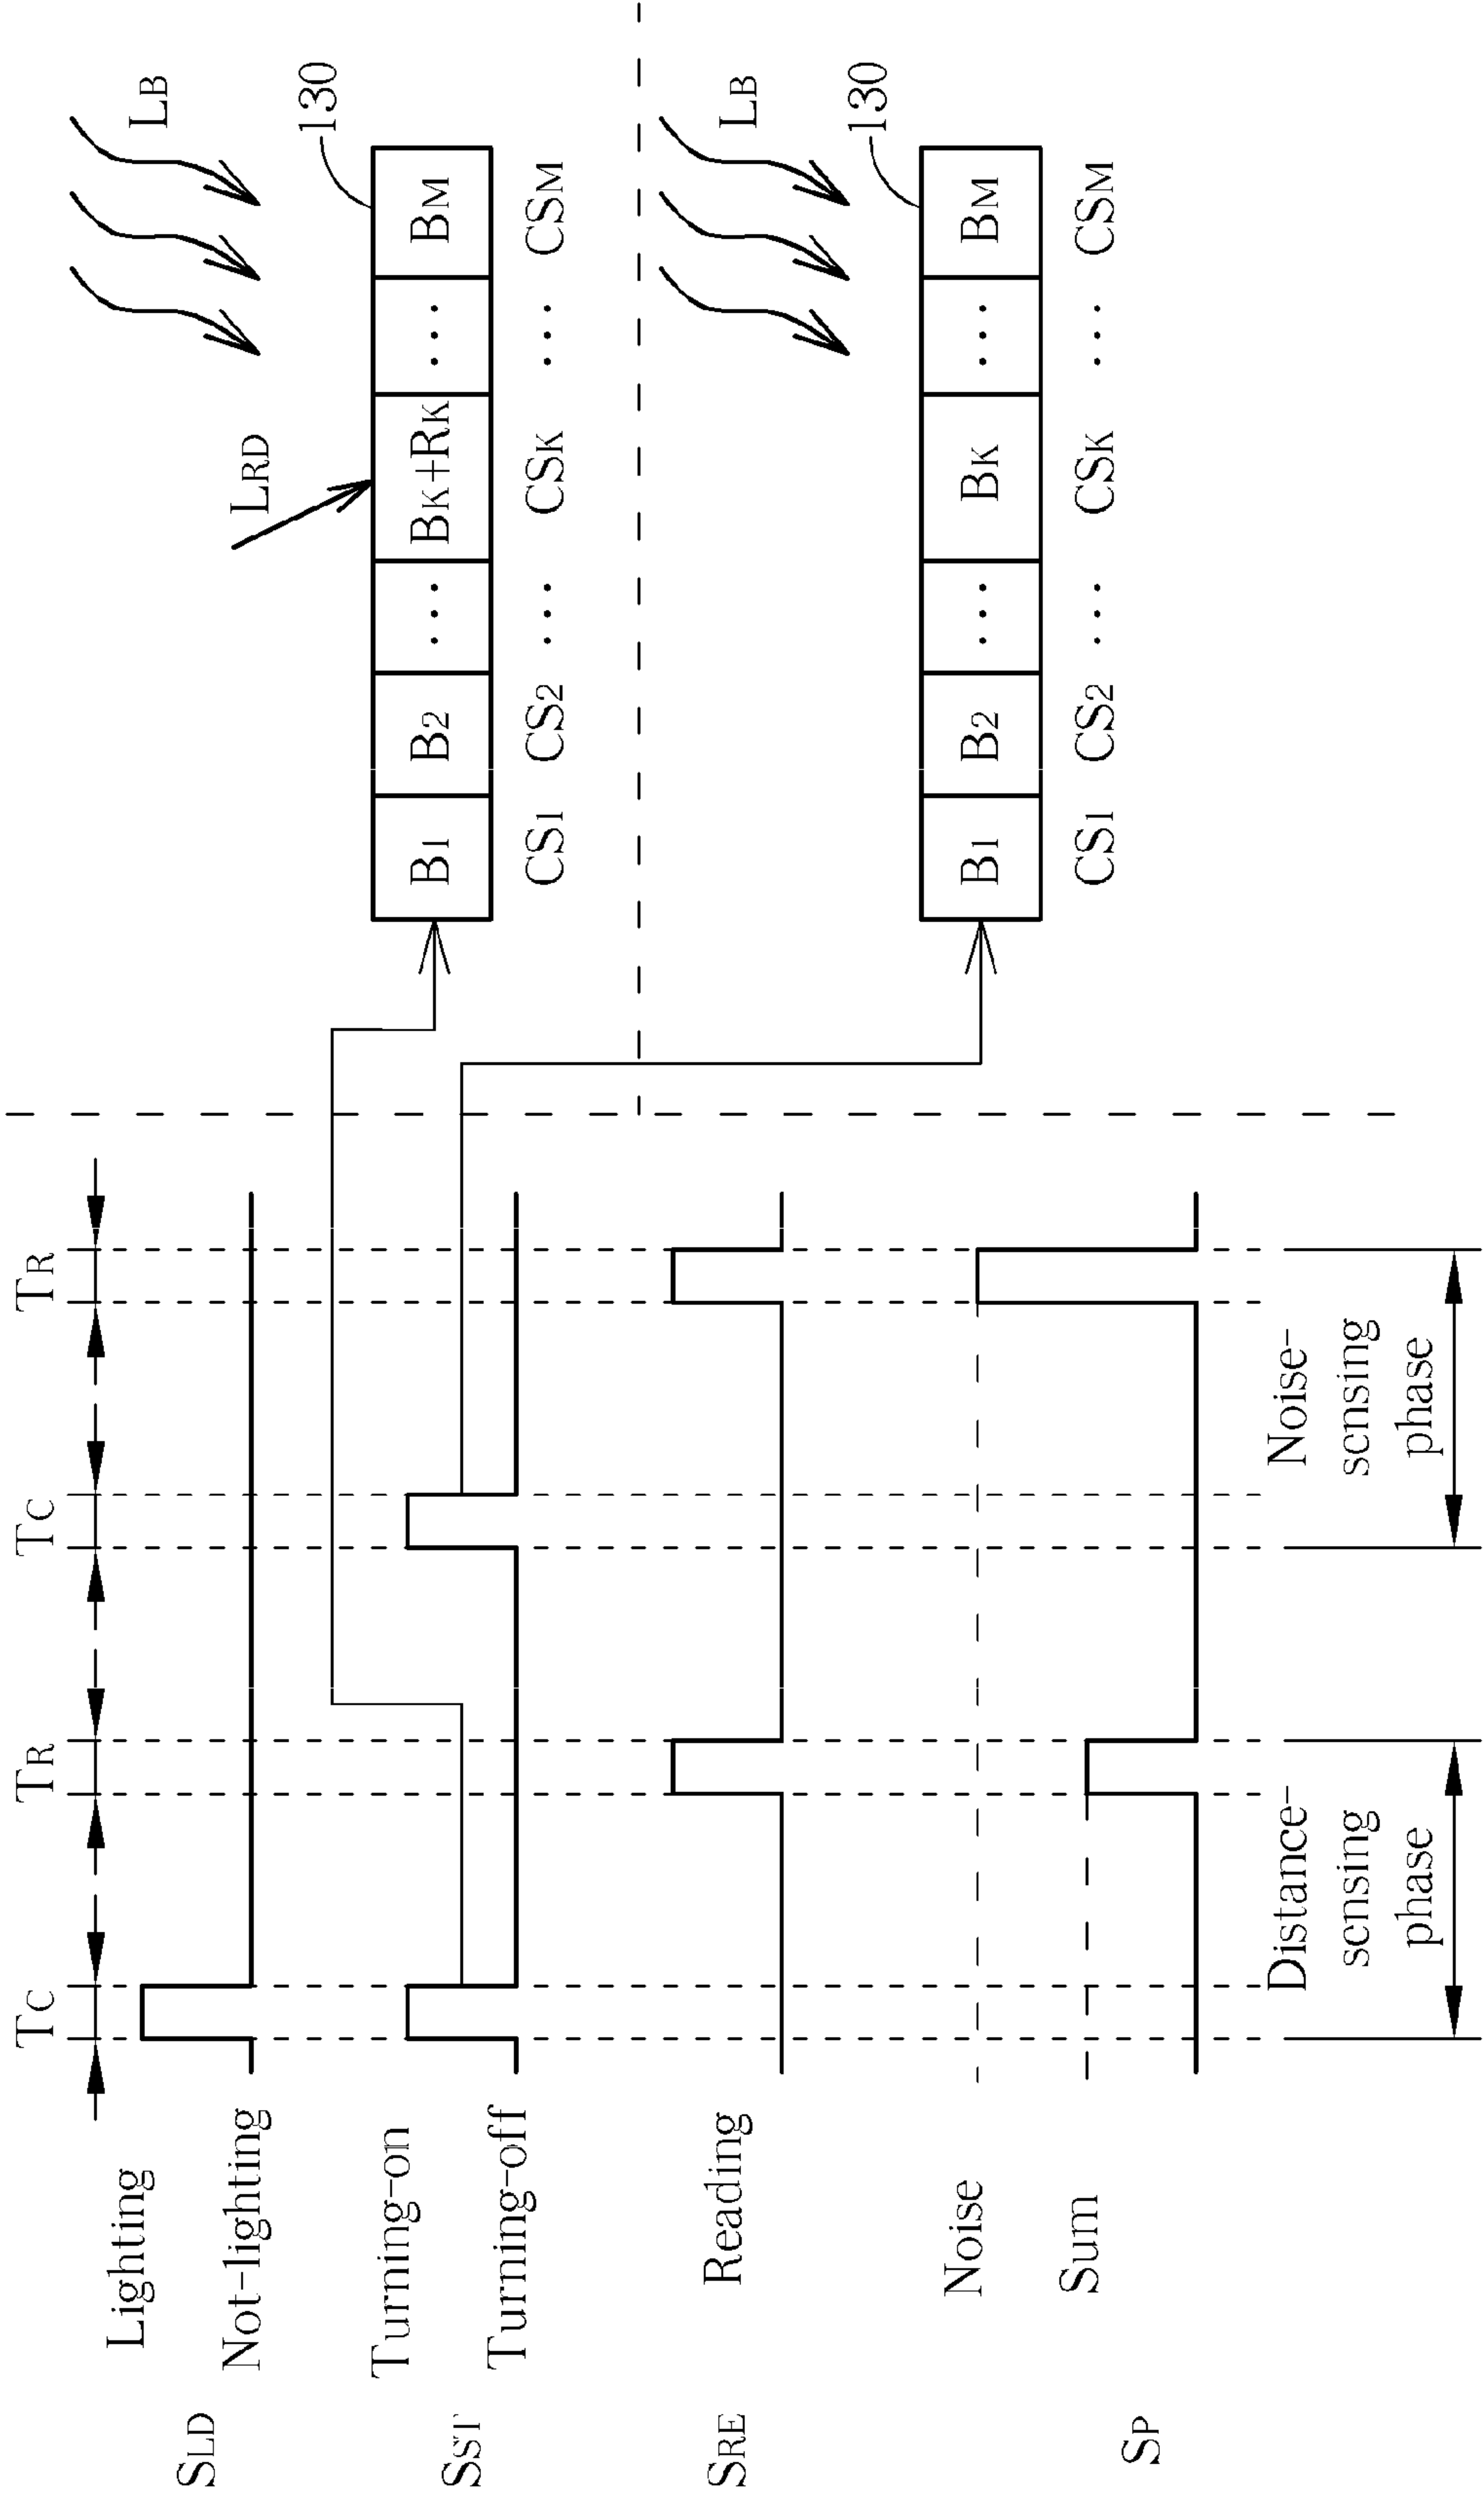 TC TR TC TR
SLD
Lighting
Not-lighting
SST
Turning-on
Turning-off
SRE
Reading
SP
Noise
Sum
Distance-
sensing
phase
Noise-
sensing
phase
LRD
LB
130
B1 B2 ... BK+RK ... BM
CS1 CS2 ... CSK ... CSM
LB
130
B1 B2 ... BK ... BM
CS1 CS2 ... CSK ... CSM